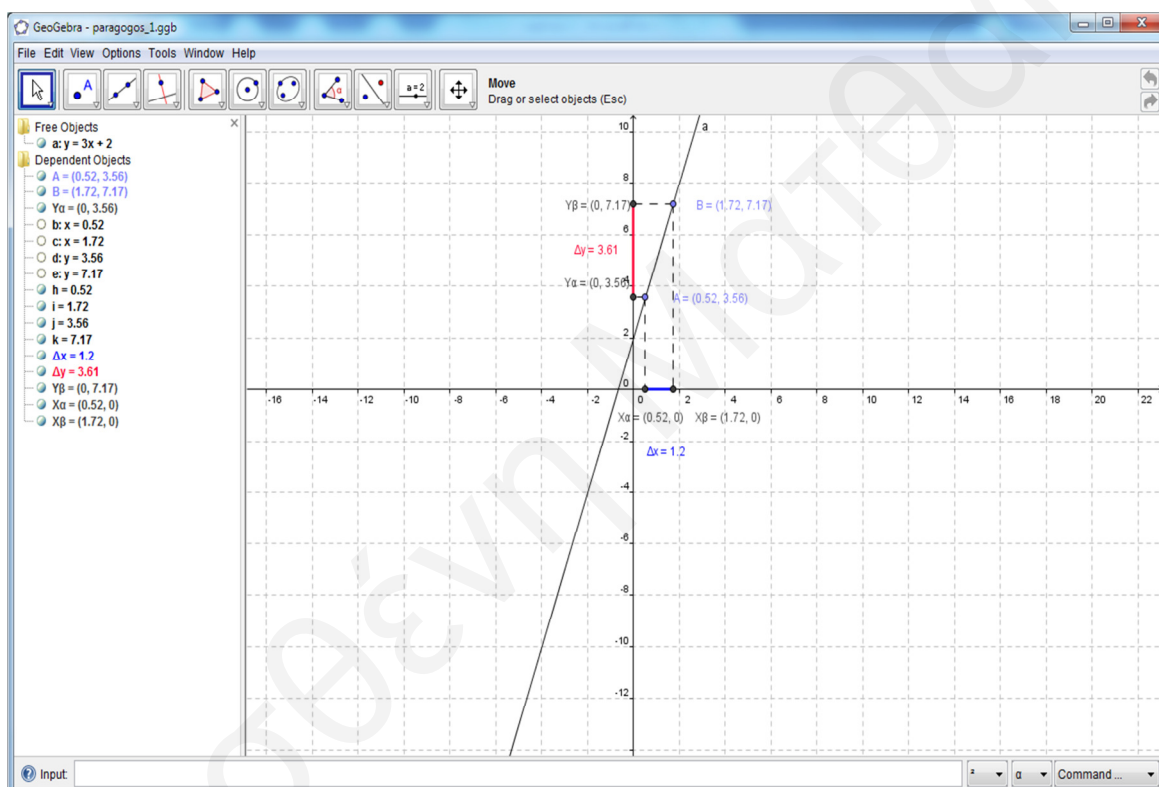 GeoGebra - paragogos_1.ggb
File Edit View Options Tools Window Help
A
α
a=2
Move
Drag or select objects (Esc)
Free Objects
a: y = 3x + 2
Dependent Objects
A = (0.52, 3.56)
B = (1.72, 7.17)
Yα = (0, 3.56)
b: x = 0.52
c: x = 1.72
d: y = 3.56
e: y = 7.17
h = 0.52
i = 1.72
j = 3.56
k = 7.17
Δx = 1.2
Δy = 3.61
Yβ = (0, 7.17)
Xα = (0.52, 0)
Xβ = (1.72, 0)
10
a
8
Yβ = (0, 7.17)
B = (1.72, 7.17)
6
Δy = 3.61
Yα = (0, 3.56)
4
A = (0.52, 3.56)
2
0
-16 -14 -12 -10 -8 -6 -4 -2 0 2 4 6 8 10 12 14 16 18 20 22
Xα = (0.52, 0) Xβ = (1.72, 0)
-2
Δx = 1.2
-4
-6
-8
-10
-12
Input:
² α Command ...
σθένη Ματθαί